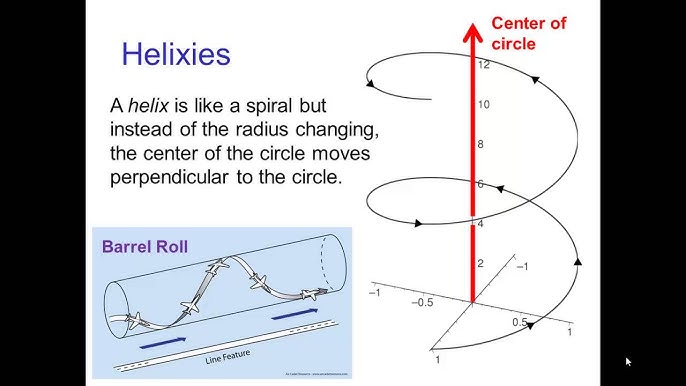 Helixies
A helix is like a spiral but
instead of the radius changing,
the center of the circle moves
perpendicular to the circle.
Center of
circle
12
10
8
6
4
2
−1
−1
−0.5
0.5
1
1
Barrel Roll
Line Feature